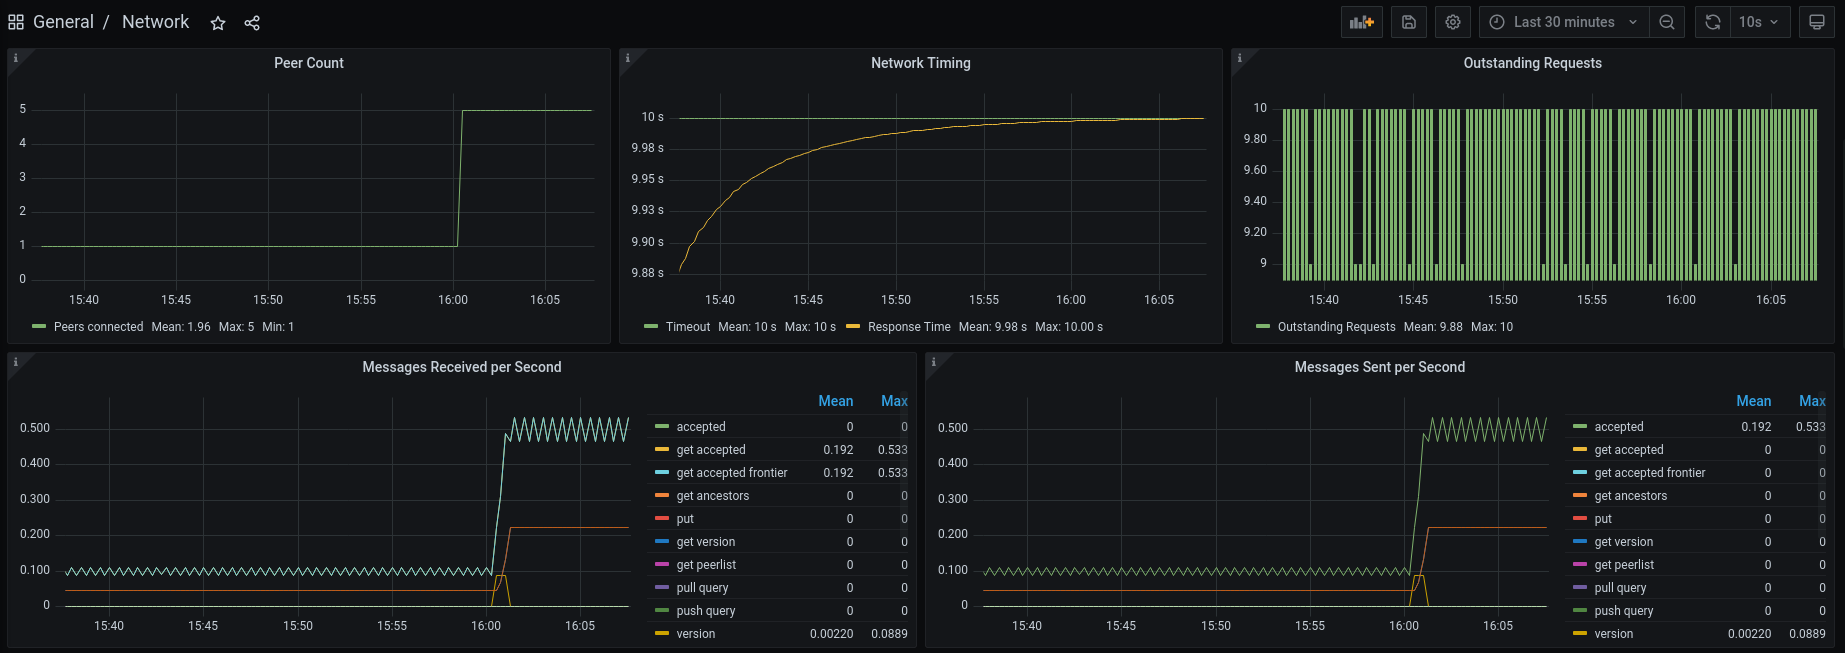 General / Network
Last 30 minutes
10s
Peer Count
5
4
3
2
1
0
15:40 15:45 15:50 15:55 16:00 16:05
Peers connected Mean: 1.96 Max: 5 Min: 1
Network Timing
10 s
9.98 s
9.95 s
9.93 s
9.90 s
9.88 s
15:40 15:45 15:50 15:55 16:00 16:05
Timeout Mean: 10 s Max: 10 s Response Time Mean: 9.98 s Max: 10.00 s
Outstanding Requests
10
9.80
9.60
9.40
9.20
9
15:40 15:45 15:50 15:55 16:00 16:05
Outstanding Requests Mean: 9.88 Max: 10
Messages Received per Second
0.500
0.400
0.300
0.200
0.100
0
15:40 15:45 15:50 15:55 16:00 16:05
Mean Max
accepted 0 0
get accepted 0.192 0.533
get accepted frontier 0.192 0.533
get ancestors 0 0
put 0 0
get version 0 0
get peerlist 0 0
pull query 0 0
push query 0 0
version 0.00220 0.0889
Messages Sent per Second
0.500
0.400
0.300
0.200
0.100
0
15:40 15:45 15:50 15:55 16:00 16:05
Mean Max
accepted 0.192 0.533
get accepted 0 0
get accepted frontier 0 0
get ancestors 0 0
put 0 0
get version 0 0
get peerlist 0 0
pull query 0 0
push query 0 0
version 0.00220 0.0889